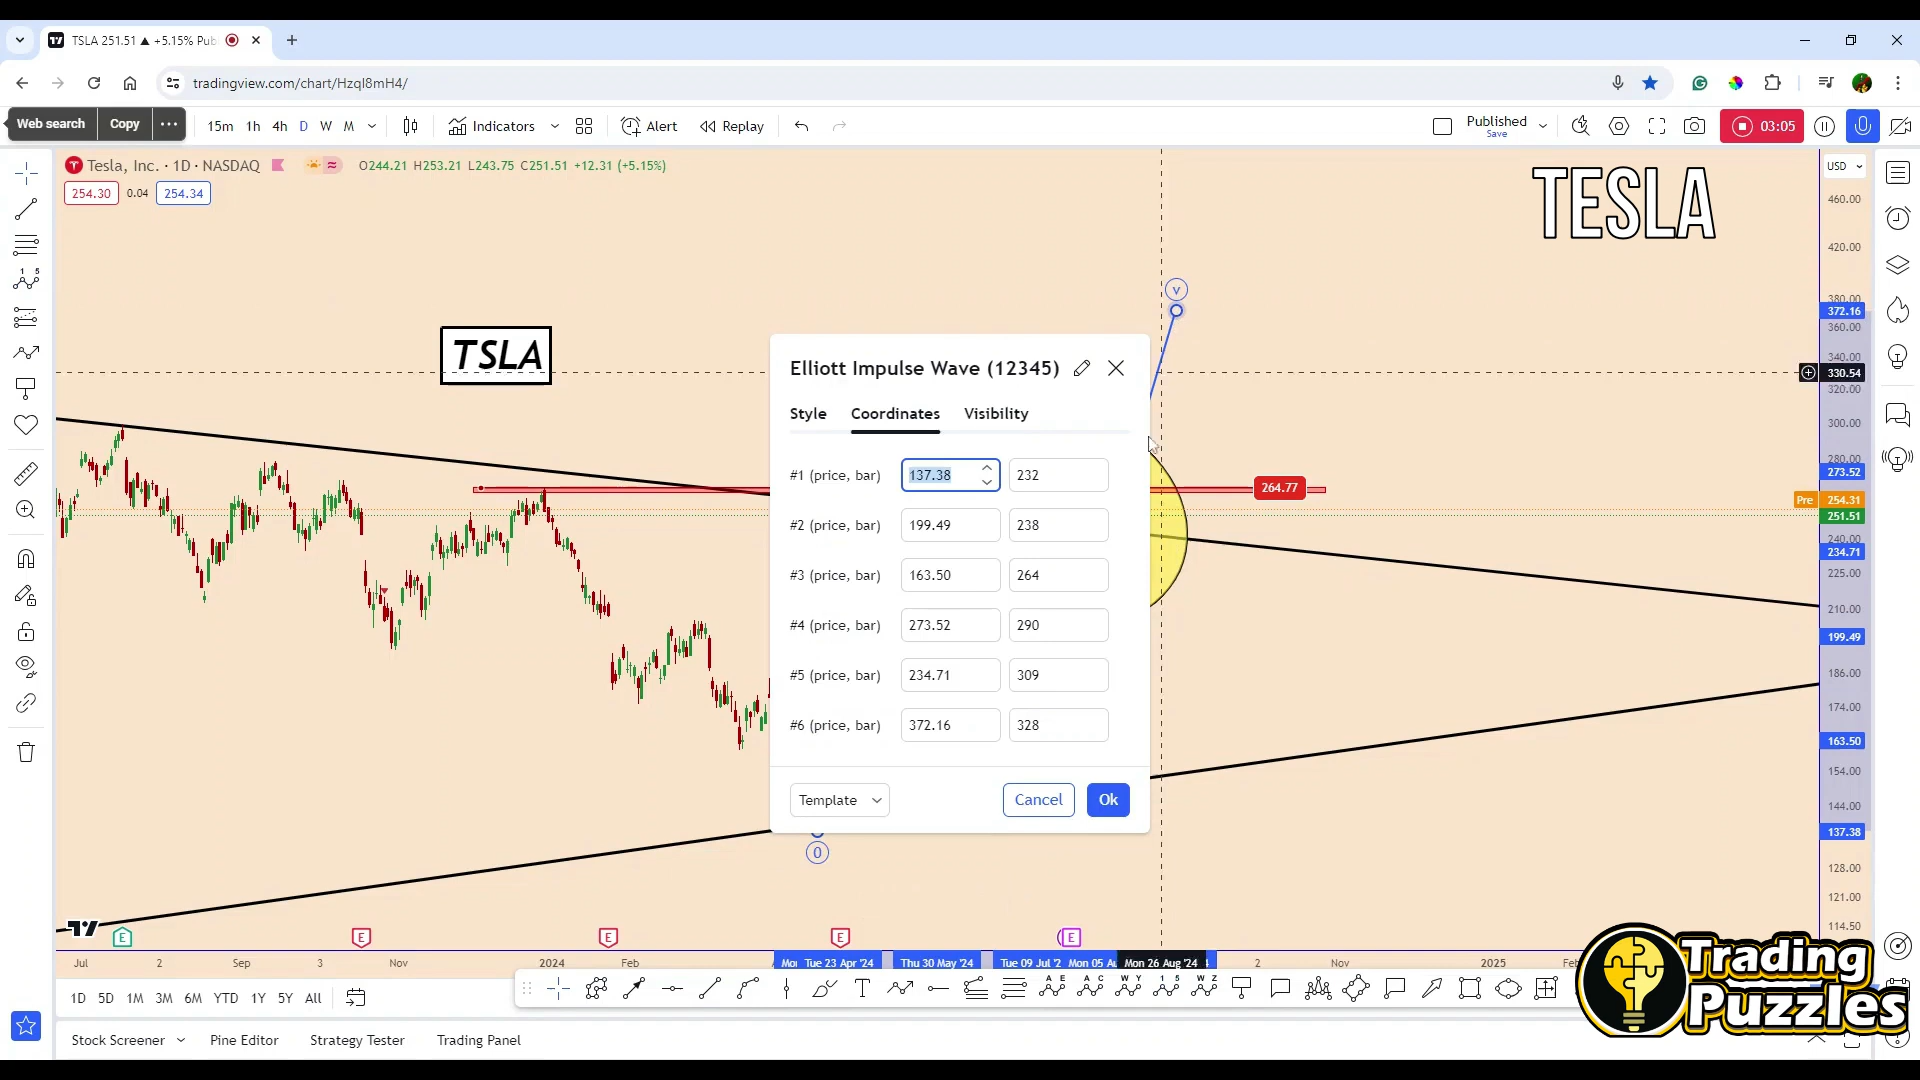 TSLA 251.51 ▲ +5.15% Pub
tradingview.com/chart/Hzql8mH4/
Web search Copy ...
15m 1h 4h D W M Indicators Alert Replay Published Save 03:05
Tesla, Inc. · 1D · NASDAQ O244.21 H253.21 L243.75 C251.51 +12.31 (+5.15%)
254.30 0.04 254.34
USD
TESLA
TSLA
460.00
420.00
380.00
372.16
360.00
340.00
330.54
320.00
300.00
280.00
273.52
Pre 254.31
251.51
240.00
234.71
225.00
210.00
199.49
186.00
174.00
163.50
154.00
144.00
137.38
128.00
121.00
114.50
v
264.77
Elliott Impulse Wave (12345)
Style Coordinates Visibility
#1 (price, bar) 137.38 232
#2 (price, bar) 199.49 238
#3 (price, bar) 163.50 264
#4 (price, bar) 273.52 290
#5 (price, bar) 234.71 309
#6 (price, bar) 372.16 328
Template Cancel Ok
0
E E E E E
Jul 2 Sep 3 Nov 2024 Feb Tue 23 Apr '24 Thu 30 May '24 Tue 09 Jul '2 Mon 05 Au Mon 26 Aug '24 2 Nov 2025
1D 5D 1M 3M 6M YTD 1Y 5Y All
Stock Screener Pine Editor Strategy Tester Trading Panel
Trading
Puzzles